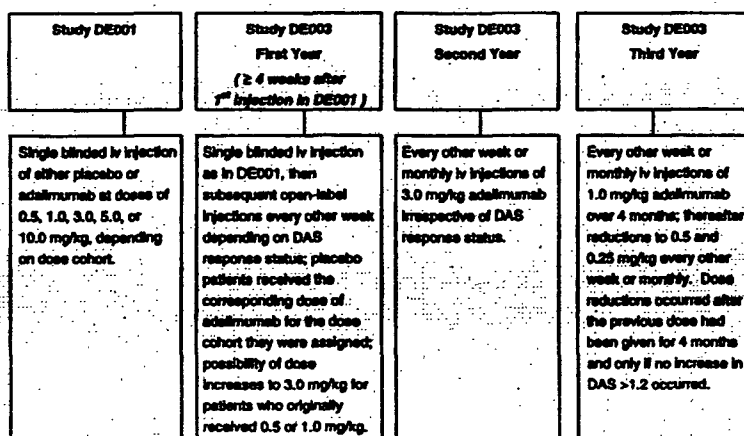 Study DE001
Study DE003
First Year
( ≥ 4 weeks after
1st injection in DE001 )
Study DE003
Second Year
Study DE003
Third Year
Single blinded iv injection
of either placebo or
adalimumab at doses of
0.5, 1.0, 3.0, 5.0, or
10.0 mg/kg, depending
on dose cohort.
Single blinded iv injection
as in DE001, then
subsequent open-label
injections every other week
depending on DAS
response status; placebo
patients received the
corresponding dose of
adalimumab for the dose
cohort they were assigned;
possibility of dose
increases to 3.0 mg/kg for
patients who originally
received 0.5 or 1.0 mg/kg.
Every other week or
monthly iv injections of
3.0 mg/kg adalimumab
irrespective of DAS
response status.
Every other week or
monthly iv injections of
1.0 mg/kg adalimumab
over 4 months; thereafter
reductions to 0.5 and
0.25 mg/kg every other
week or monthly. Dose
reductions occurred after
the previous dose had
been given for 4 months
and only if no increase in
DAS >1.2 occurred.